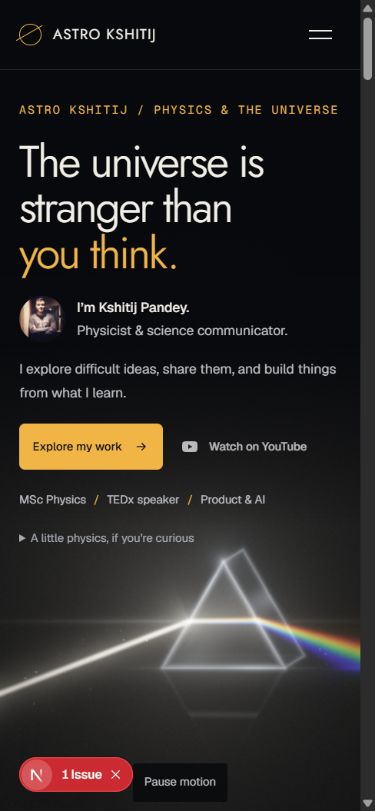 ASTRO KSHITIJ
ASTRO KSHITIJ / PHYSICS & THE UNIVERSE
The universe is
stranger than
you think.
I'm Kshitij Pandey.
Physicist & science communicator.
I explore difficult ideas, share them, and build things
from what I learn.
Explore my work →
Watch on YouTube
MSc Physics / TEDx speaker / Product & AI
▶ A little physics, if you're curious
N 1 Issue ×
Pause motion